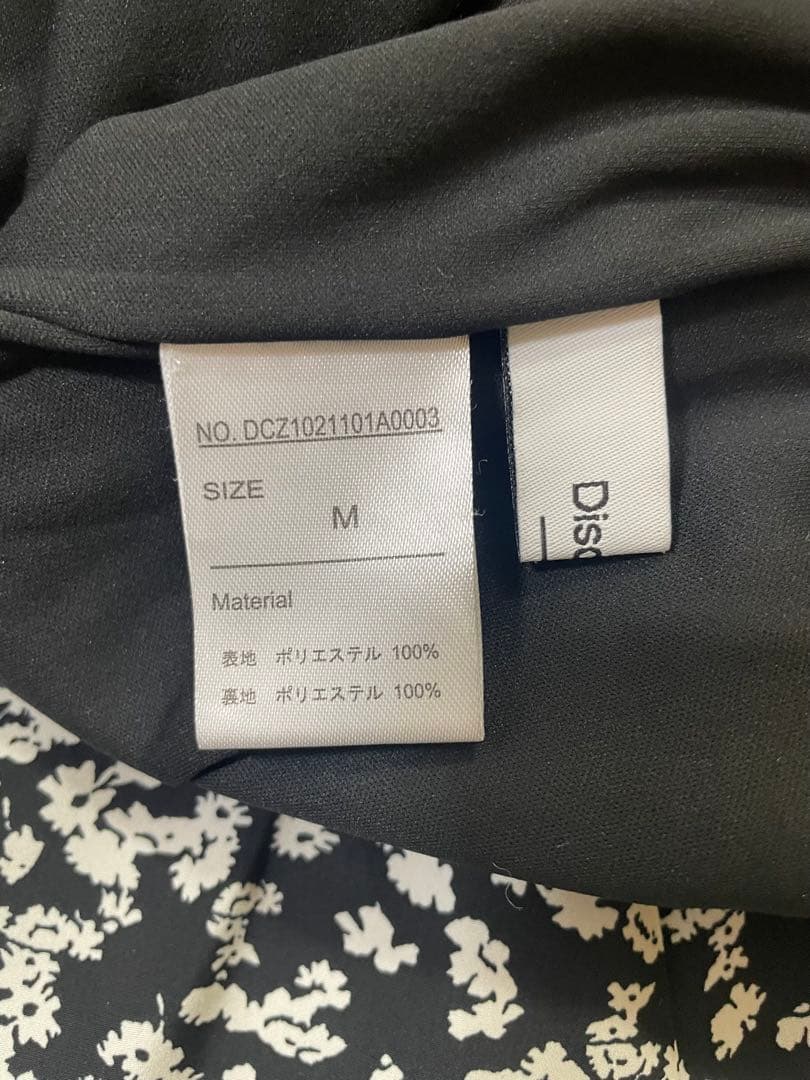 NO. DCZ1021101A0003
SIZE
M
Material
表地 ポリエステル 100%
裏地 ポリエステル 100%